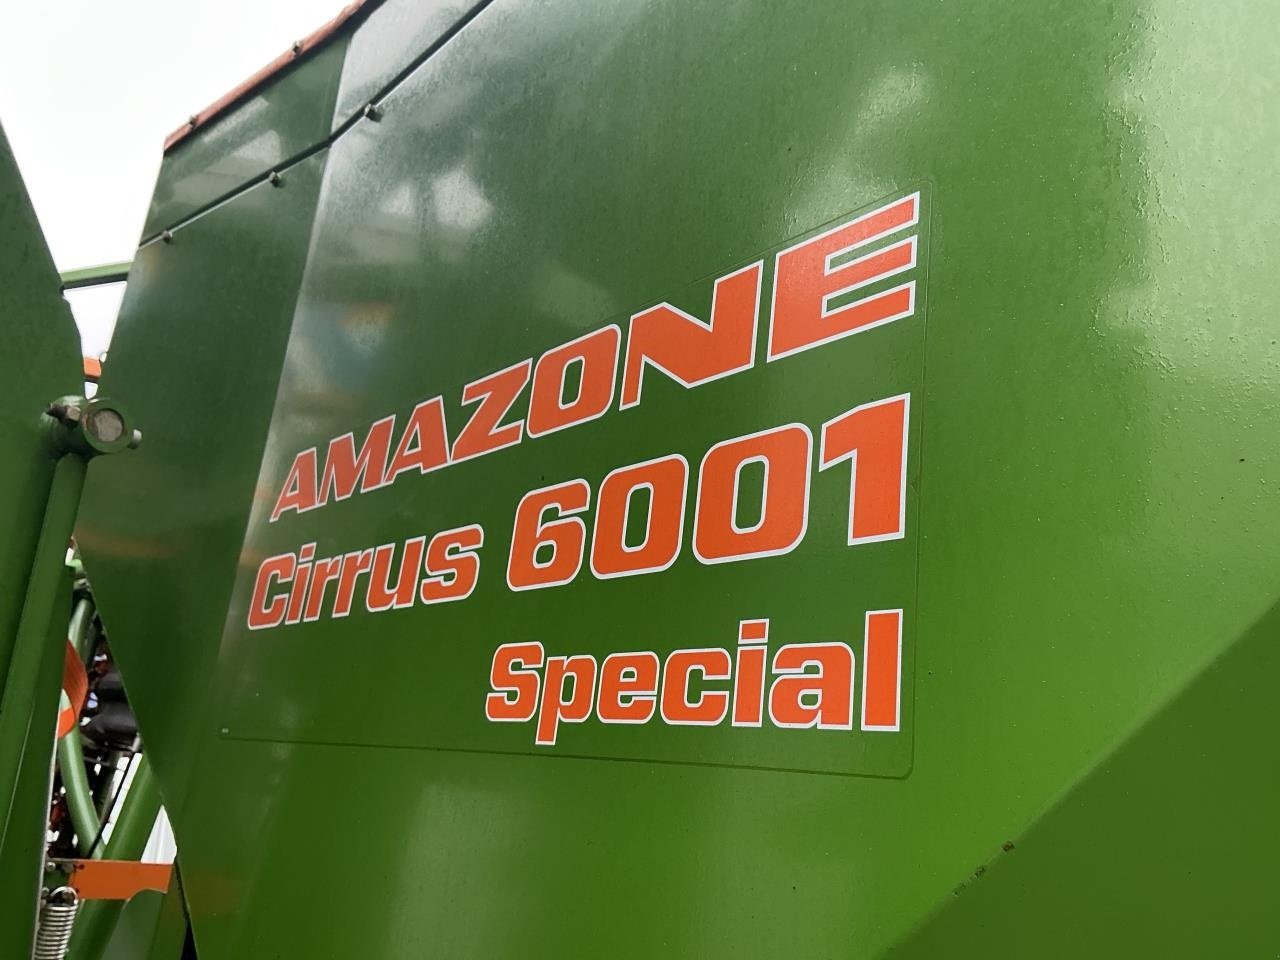 AMAZONE
Cirrus 6001
Special